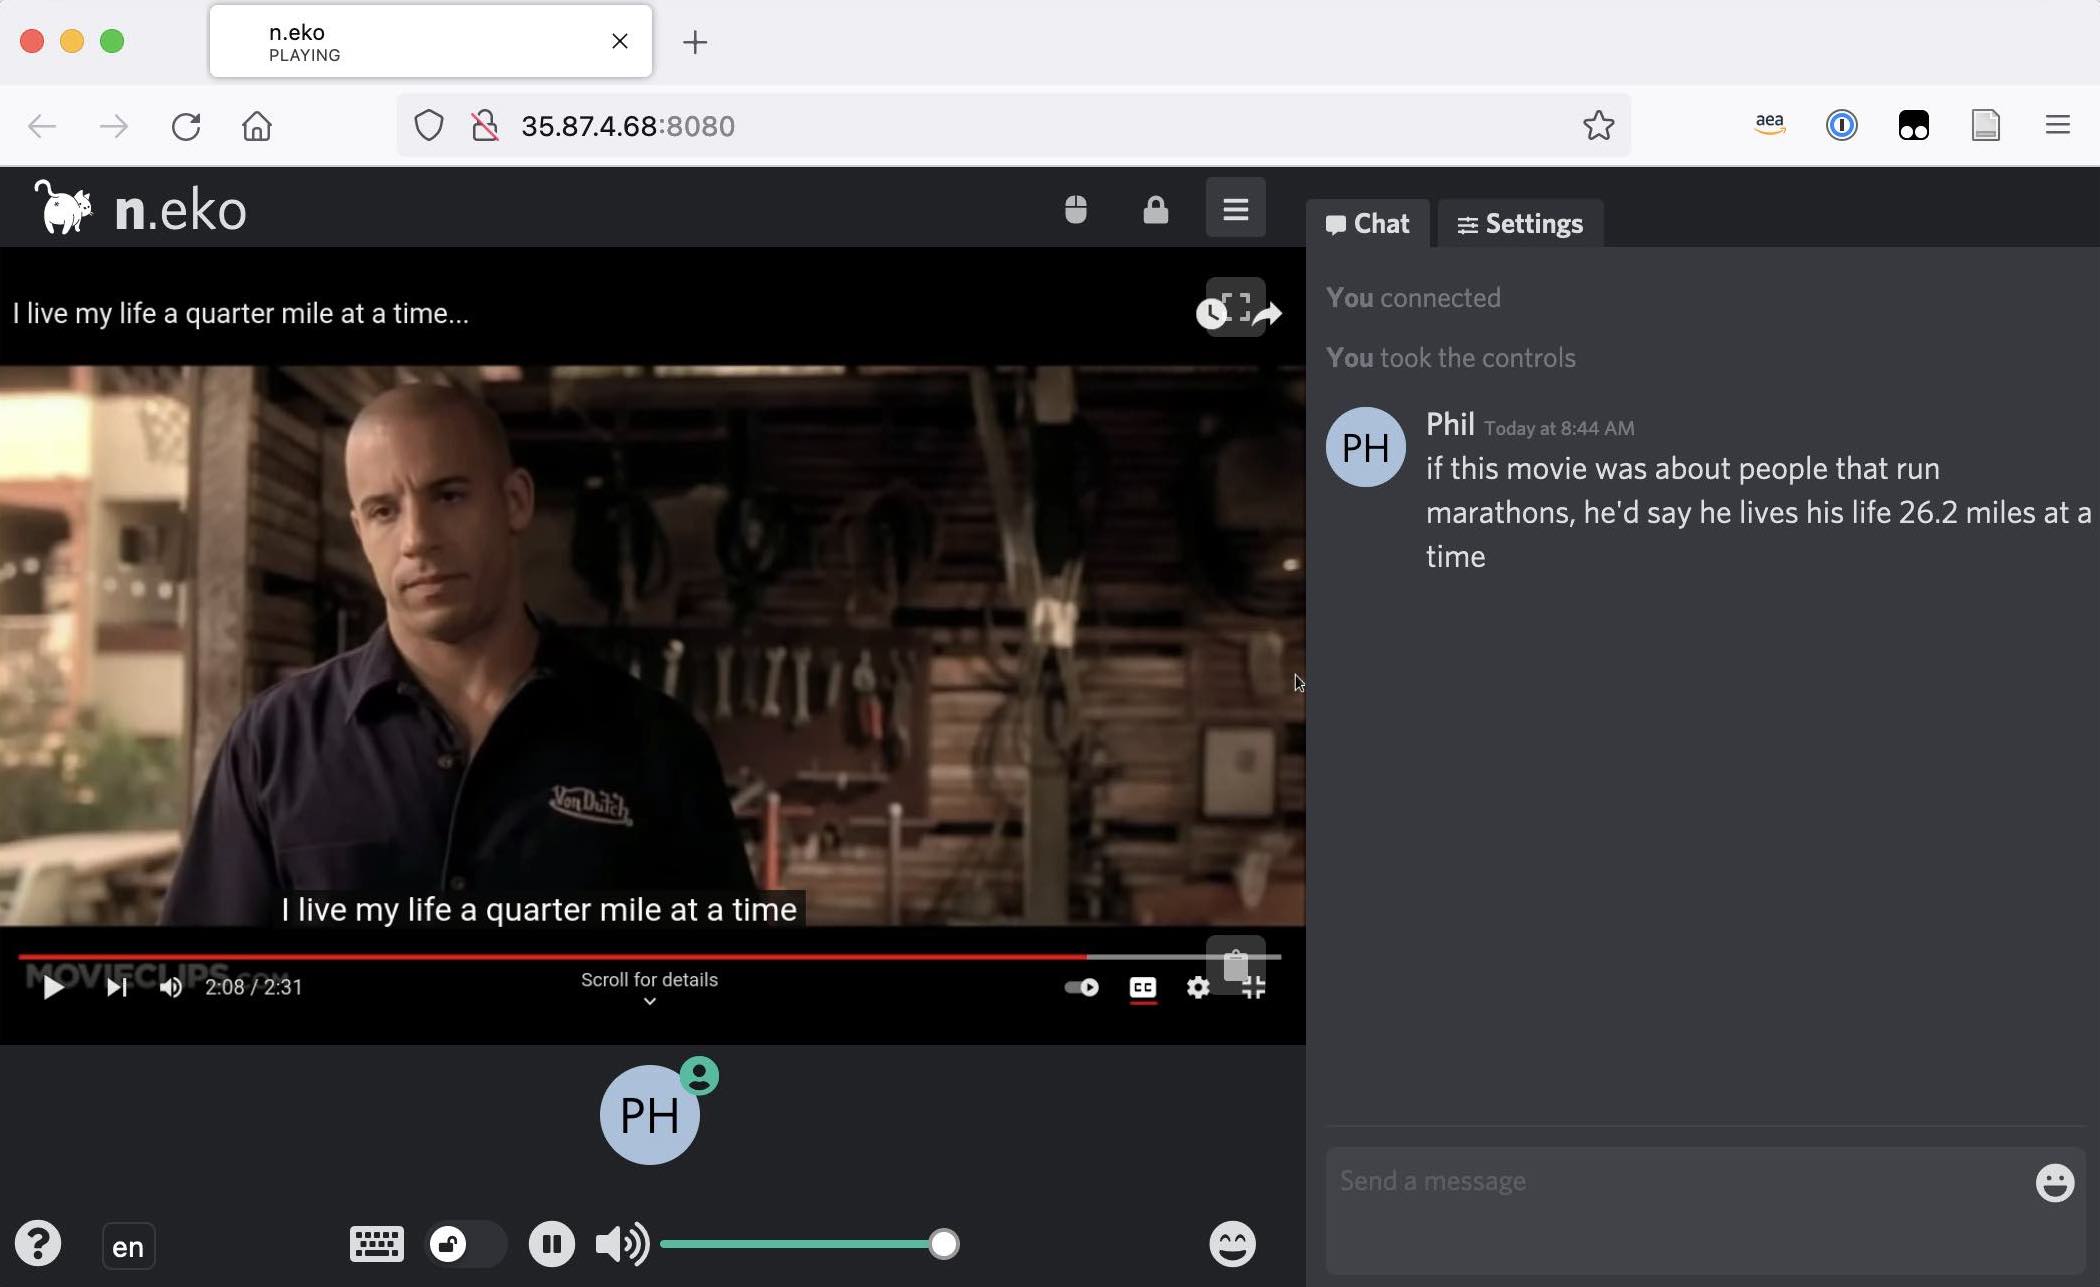 n.eko
PLAYING
35.87.4.68:8080
aea
n.eko
Chat
Settings
I live my life a quarter mile at a time...
VonDutch
I live my life a quarter mile at a time
MOVIECLIPS.COM
2:08 / 2:31
Scroll for details
CC
PH
en
You connected
You took the controls
PH
Phil Today at 8:44 AM
if this movie was about people that run
marathons, he'd say he lives his life 26.2 miles at a
time
Send a message